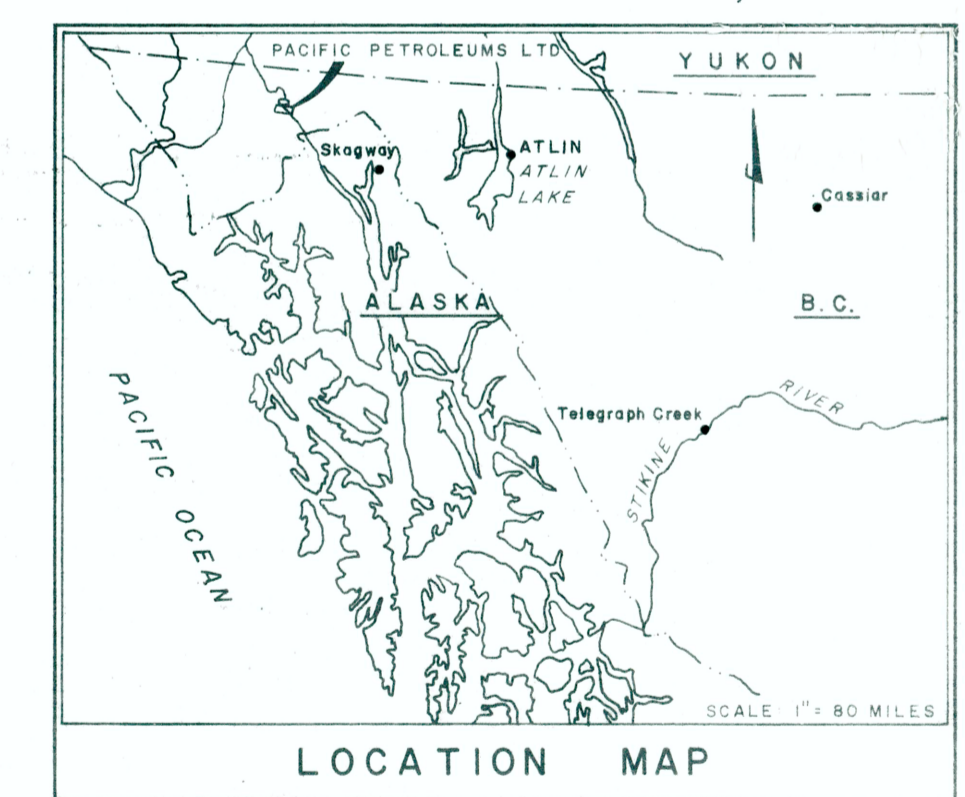 PACIFIC PETROLEUMS LTD
YUKON
Skagway
ATLIN
ATLIN
LAKE
Cassiar
ALASKA
B.C.
PACIFIC OCEAN
Telegraph Creek
STIKINE RIVER
SCALE 1"= 80 MILES
LOCATION MAP